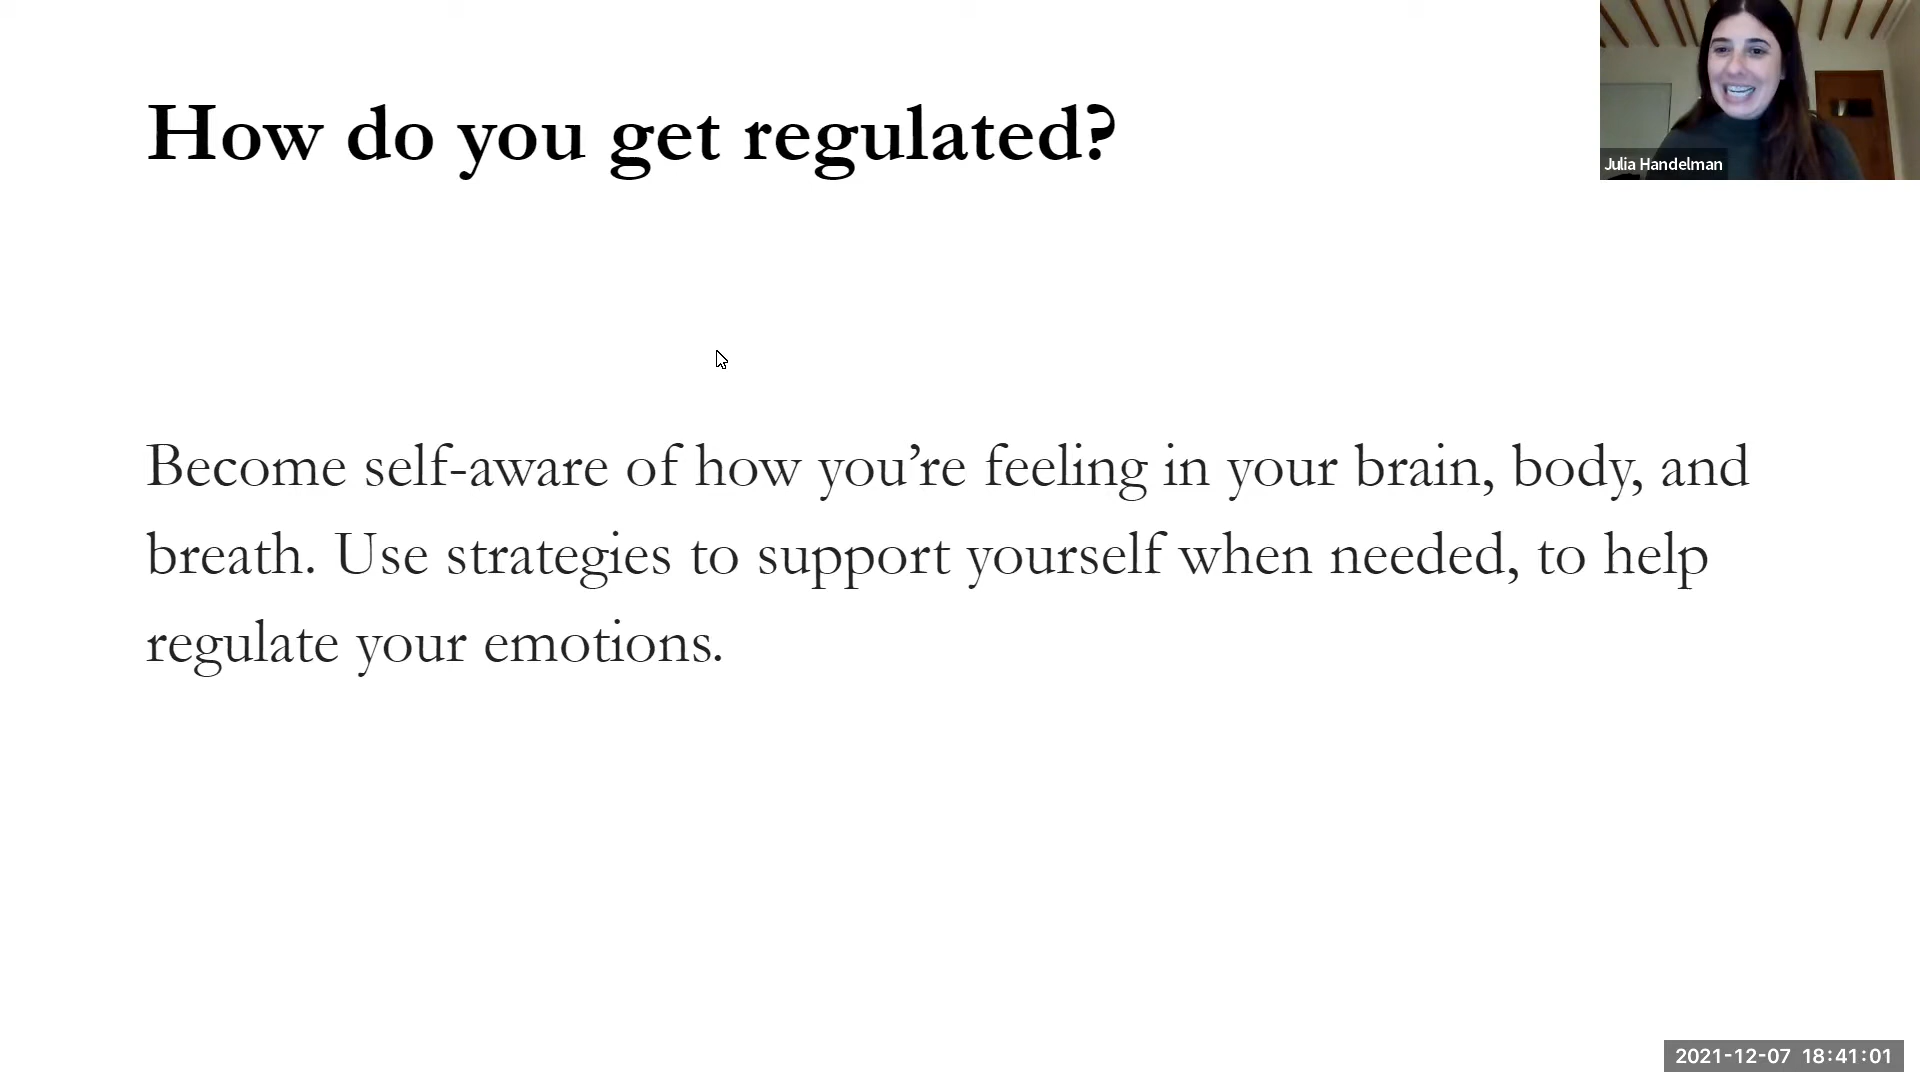 How do you get regulated?
Julia Handelman
Become self-aware of how you’re feeling in your brain, body, and
breath. Use strategies to support yourself when needed, to help
regulate your emotions.
2021-12-07 18:41:01